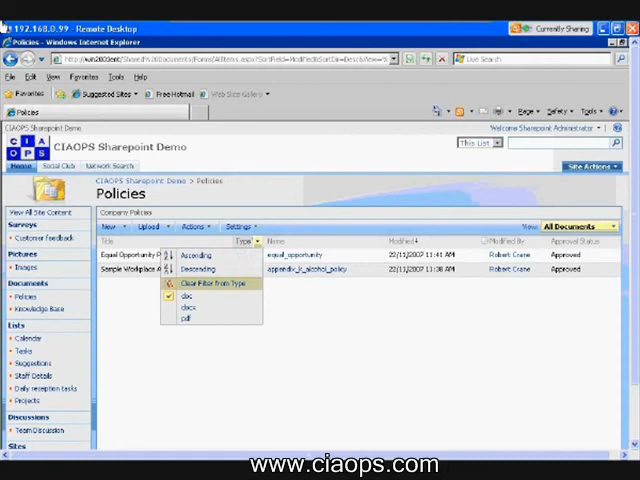 192.168.0.99 - Remote Desktop
Currently Sharing
Policies - Windows Internet Explorer
Live Search
File Edit View Favorites Tools Help
Favorites Suggested Sites Free Hotmail Web Slice Gallery
Policies
Page Safety Tools
CIAOPS Sharepoint Demo
Welcome Sharepoint Administrator
CIA
OPS
CIAOPS Sharepoint Demo
This List
Home Social Club Network Search
Site Actions
CIAOPS Sharepoint Demo > Policies
Policies
View All Site Content
Company Policies
Surveys
New Upload Actions Settings
View: All Documents
Customer feedback
Title Type Name Modified Modified By Approval Status
Equal Opportunity P equal_opportunity 22/11/2007 11:41 AM Robert Crane Approved
Sample Workplace A appendix_k_alcohol_policy 22/11/2007 11:38 AM Robert Crane Approved
Ascending
Descending
Clear Filter from Type
doc
docx
pdf
Pictures
Images
Documents
Policies
Knowledge Base
Lists
Calendar
Tasks
Suggestions
Staff Details
Daily reception tasks
Projects
Discussions
Team Discussion
Sites
www.ciaops.com